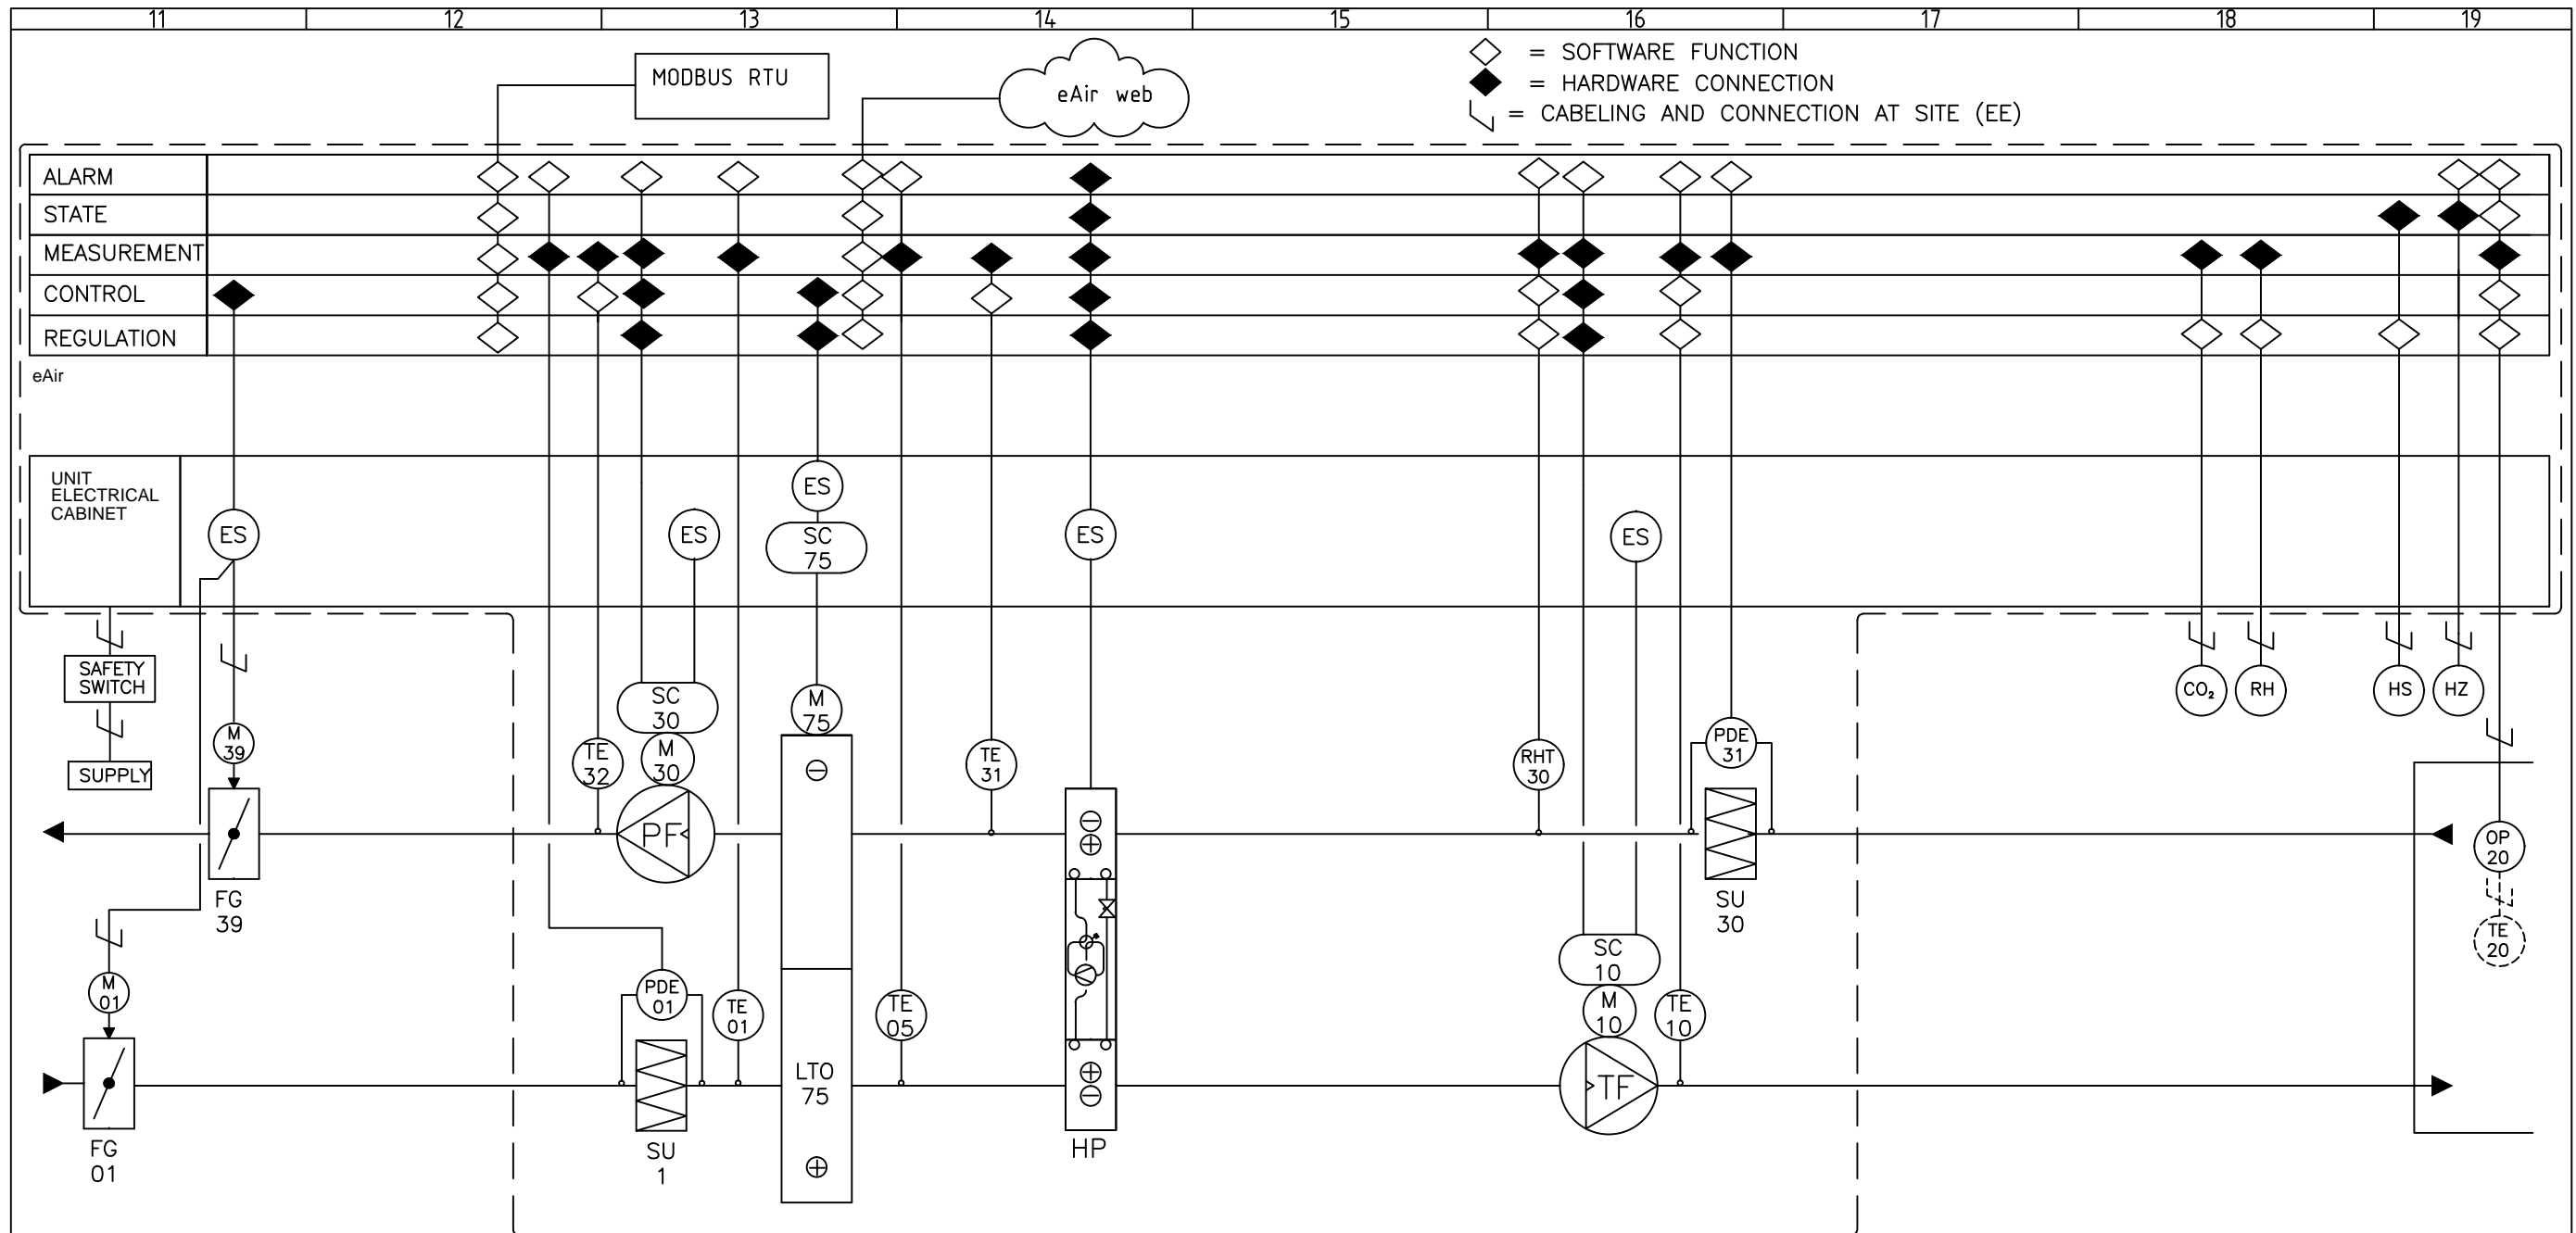 11 12 13 14 15 16 17 18 19
MODBUS RTU
eAir web
= SOFTWARE FUNCTION
= HARDWARE CONNECTION
= CABELING AND CONNECTION AT SITE (EE)
ALARM
STATE
MEASUREMENT
CONTROL
REGULATION
eAir
UNIT
ELECTRICAL
CABINET
ES
ES
ES
SC
75
ES
ES
SAFETY
SWITCH
SUPPLY
M
39
TE
32
SC
30
M
30
M
75
TE
31
RHT
30
PDE
31
CO₂
RH
HS
HZ
PF
OP
20
TE
20
FG
39
SU
30
M
01
PDE
01
TE
01
TE
05
SC
10
M
10
TE
10
LTO
75
TF
FG
01
SU
1
HP